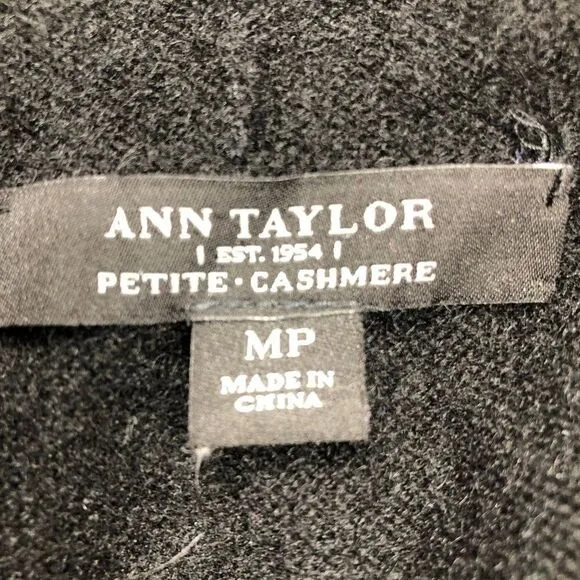 ANN TAYLOR
| EST. 1954 |
PETITE · CASHMERE
MP
MADE IN
CHINA